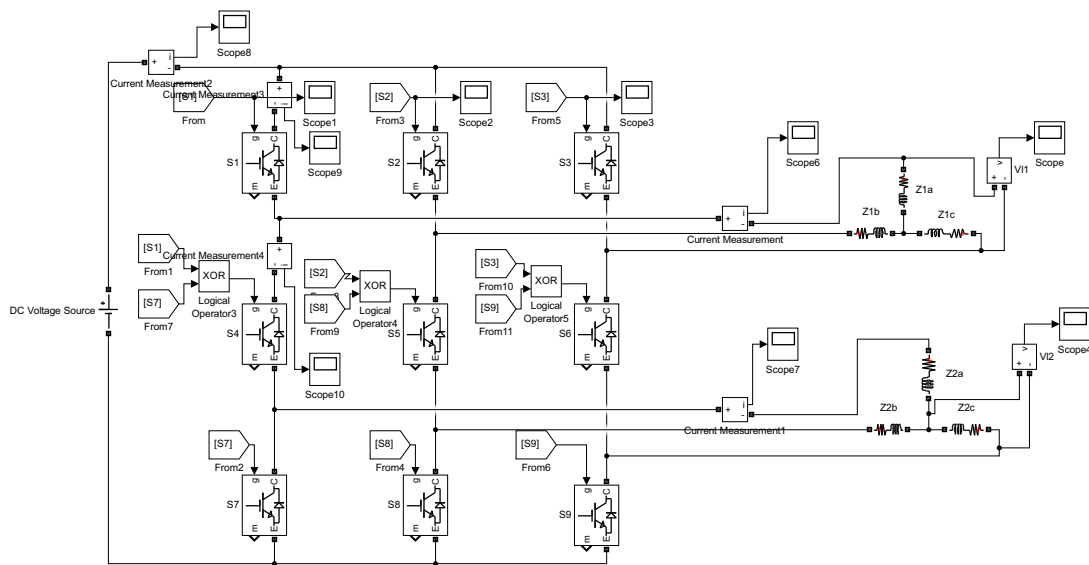 Scope8
Current Measurement2
Current Measurement3
[S1]
From
Scope1
[S2]
From3
Scope2
[S3]
From5
Scope3
Scope9
g
C
S1
m
E
g
C
S2
m
E
g
C
S3
m
E
Scope6
Scope
VI1
Z1a
Z1b
Z1c
Current Measurement
i
+
-
[S1]
From1
Current Measurement4
[S7]
From7
XOR
Logical
Operator3
[S2]
[S8]
From9
XOR
Logical
Operator4
[S3]
From10
[S9]
From11
XOR
Logical
Operator5
DC Voltage Source
g
C
S4
m
E
g
C
S5
m
E
g
C
S6
m
E
Scope10
Scope7
Scope4
VI2
Z2a
Z2b
Z2c
Current Measurement1
i
+
-
[S7]
From2
[S8]
From4
[S9]
From6
g
C
S7
m
E
g
C
S8
m
E
g
C
S9
m
E